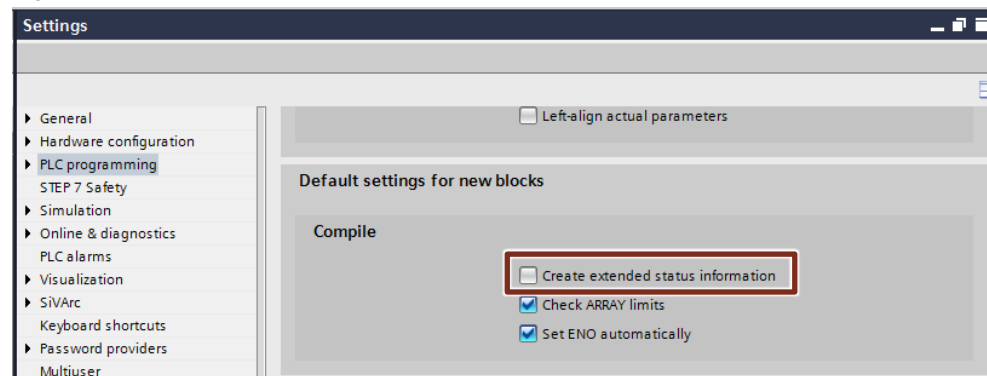 Settings
General
Hardware configuration
PLC programming
STEP 7 Safety
Simulation
Online & diagnostics
PLC alarms
Visualization
SiVArc
Keyboard shortcuts
Password providers
Multiuser
Left-align actual parameters
Default settings for new blocks
Compile
Create extended status information
Check ARRAY limits
Set ENO automatically